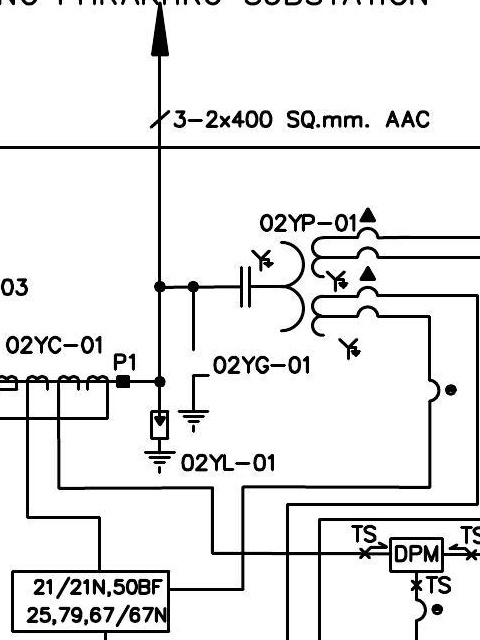 SUBSTATION
3-2x400 SQ.mm. AAC
02YP-01
03
02YC-01
P1
02YG-01
02YL-01
TS
TS
DPM
TS
21/21N,50BF
25,79,67/67N